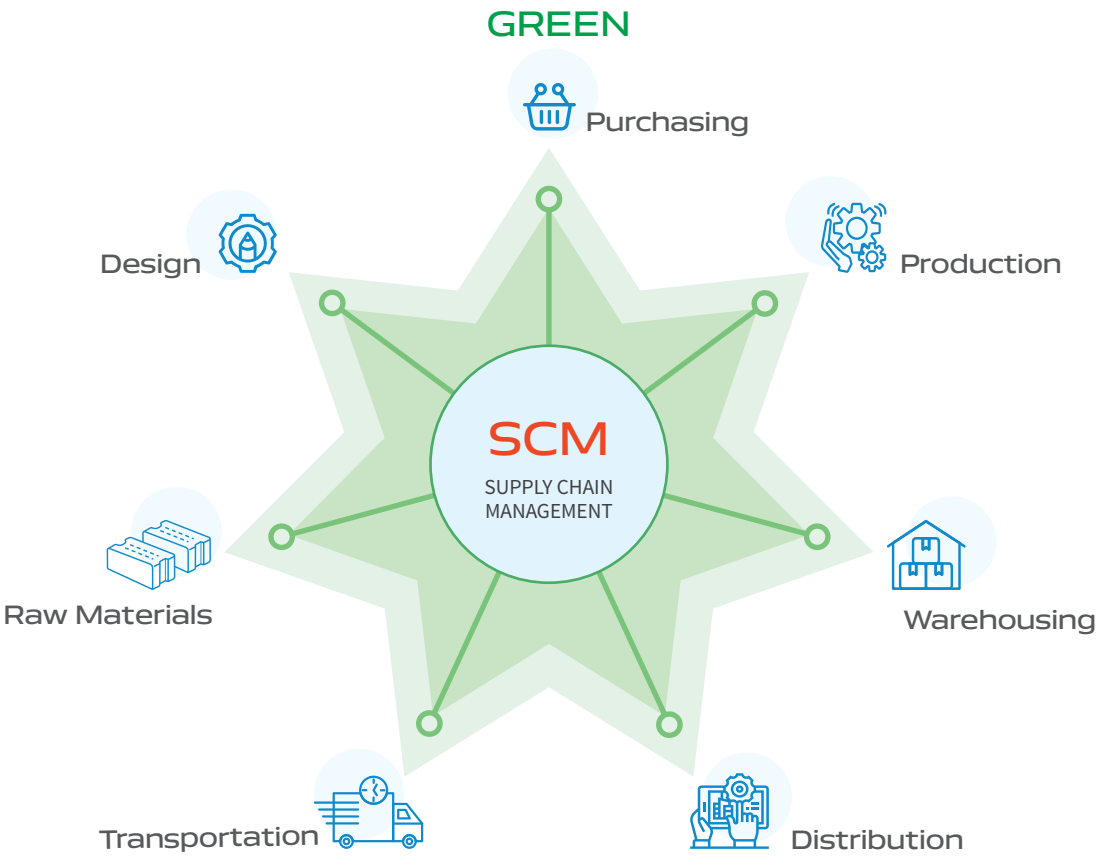 GREEN
Purchasing
Design
Production
SCM
SUPPLY CHAIN
MANAGEMENT
Raw Materials
Warehousing
Transportation
Distribution